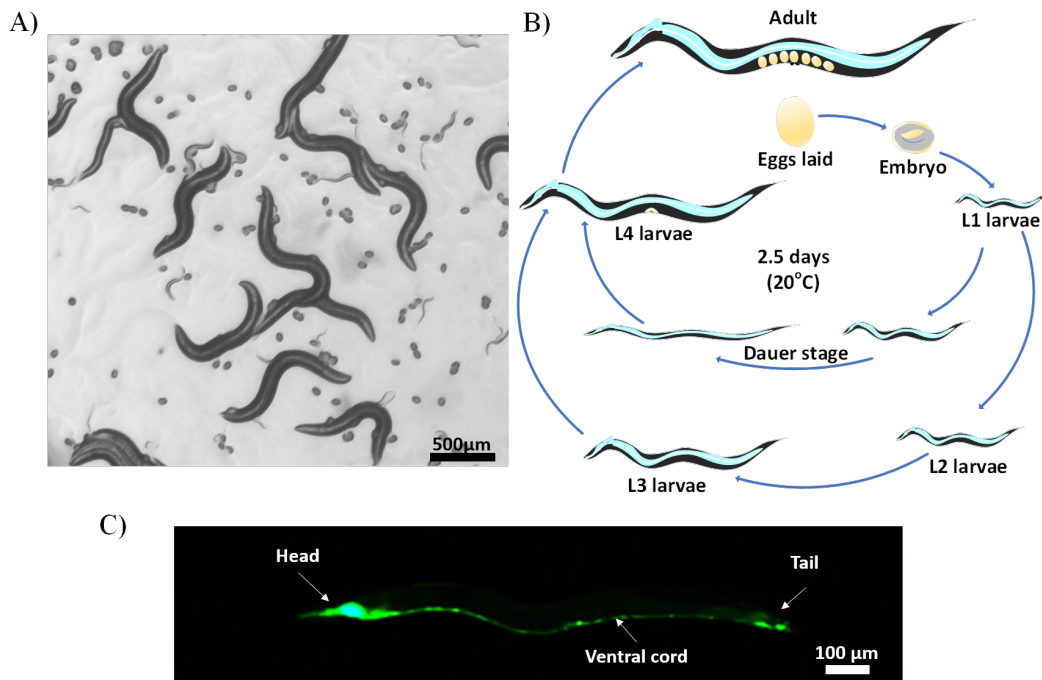 A)
500μm
B)
Adult
Eggs laid
Embryo
L4 larvae
L1 larvae
2.5 days
(20°C)
Dauer stage
L3 larvae
L2 larvae
C)
Head
Tail
Ventral cord
100 μm